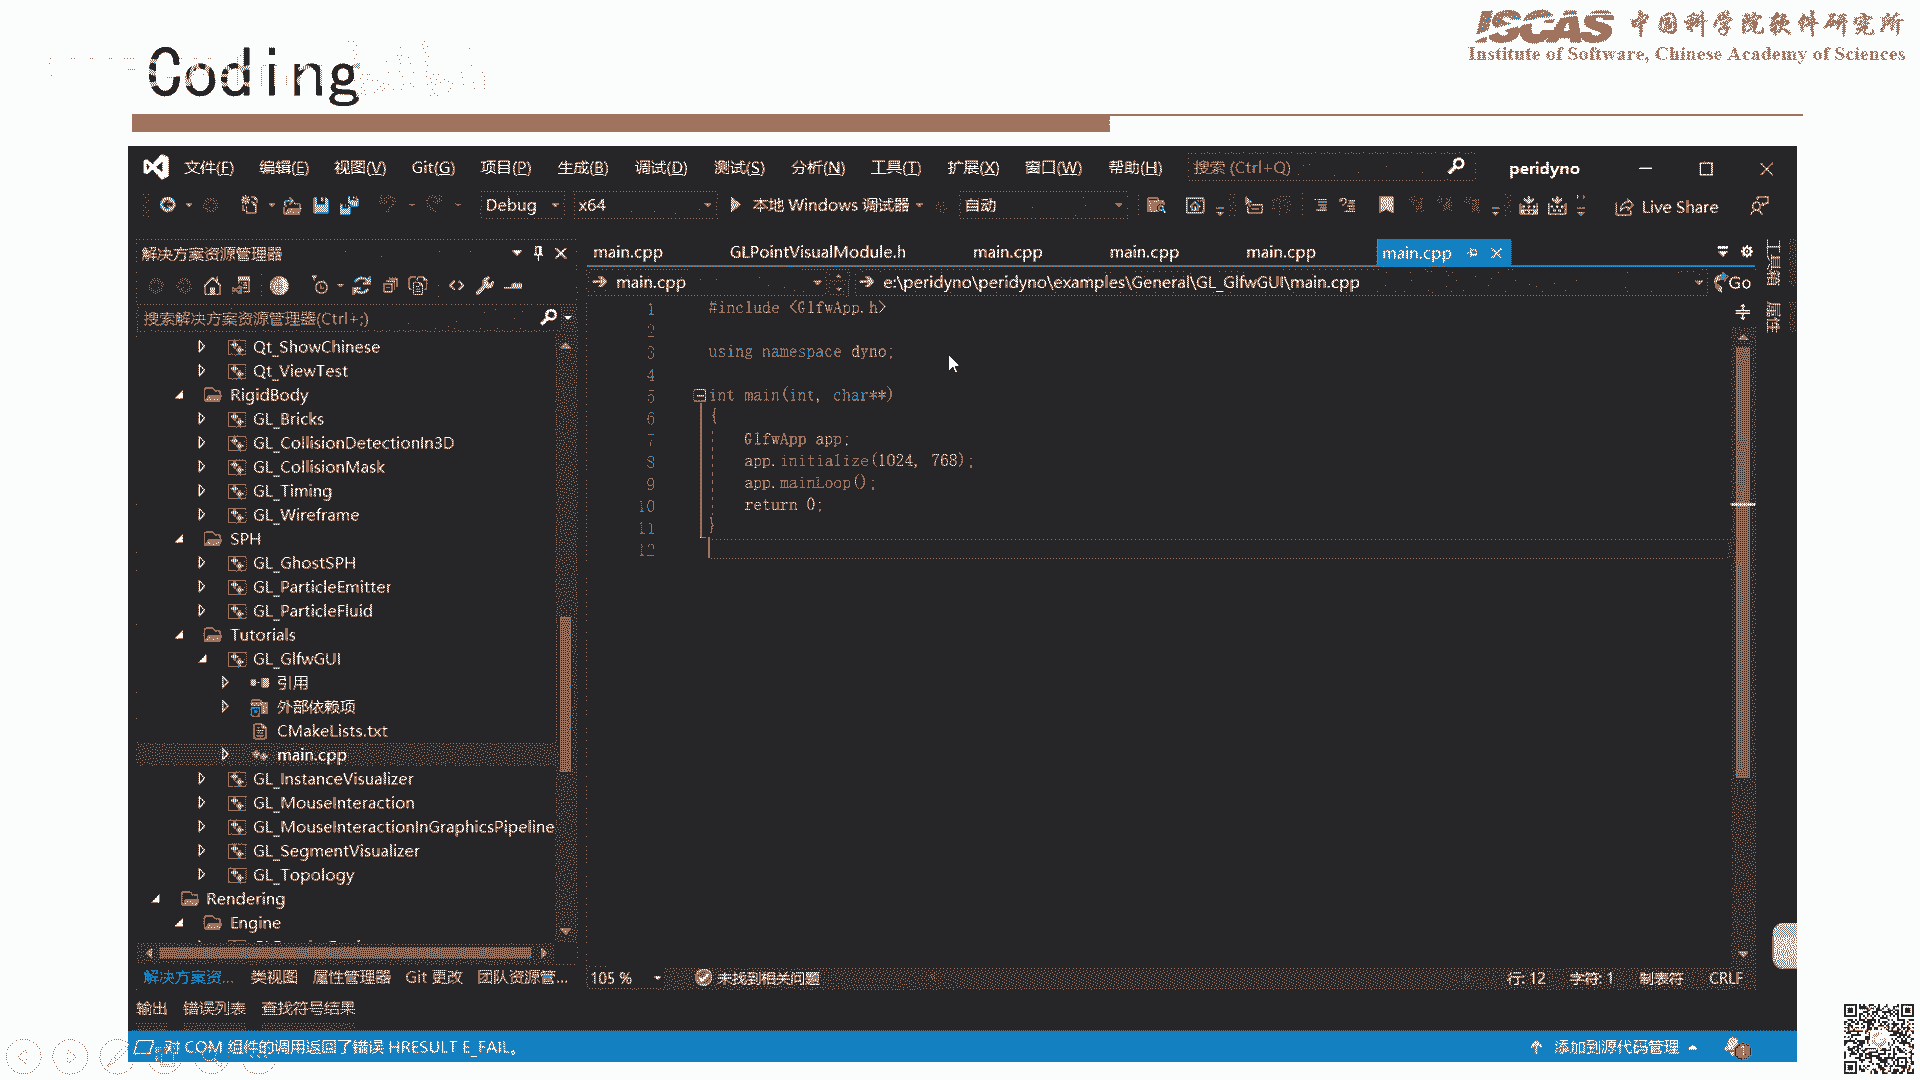 Coding
ISCAS 中国科学院软件研究所
Institute of Software, Chinese Academy of Sciences
文件(F) 编辑(E) 视图(V) Git(G) 项目(P) 生成(B) 调试(D) 测试(S) 分析(N) 工具(T) 扩展(X) 窗口(W) 帮助(H) 搜索 (Ctrl+Q) peridyno
Debug x64 本地 Windows 调试器 自动 Live Share
解决方案资源管理器
搜索解决方案资源管理器(Ctrl+;)
Qt_ShowChinese
Qt_ViewTest
RigidBody
GL_Bricks
GL_CollisionDetectionIn3D
GL_CollisionMask
GL_Timing
GL_Wireframe
SPH
GL_GhostSPH
GL_ParticleEmitter
GL_ParticleFluid
Tutorials
GL_GlfwGUI
引用
外部依赖项
CMakeLists.txt
main.cpp
GL_InstanceVisualizer
GL_MouseInteraction
GL_MouseInteractionInGraphicsPipeline
GL_SegmentVisualizer
GL_Topology
Rendering
Engine
解决方案资... 类视图 属性管理器 Git 更改 团队资源管...
main.cpp GLPointVisualModule.h main.cpp main.cpp main.cpp main.cpp
main.cpp e:\peridyno\peridyno\examples\General\GL_GlfwGUI\main.cpp Go
1 #include <GlfwApp.h>
2
3 using namespace dyno;
4
5 int main(int, char**)
6 {
7 GlfwApp app;
8 app.initialize(1024, 768);
9 app.mainLoop();
10 return 0;
11 }
12
105 % 未找到相关问题 行: 12 字符: 1 制表符 CRLF
工具箱
属性
输出 错误列表 查找符号结果
对 COM 组件的调用返回了错误 HRESULT E_FAIL。 添加到源代码管理 1